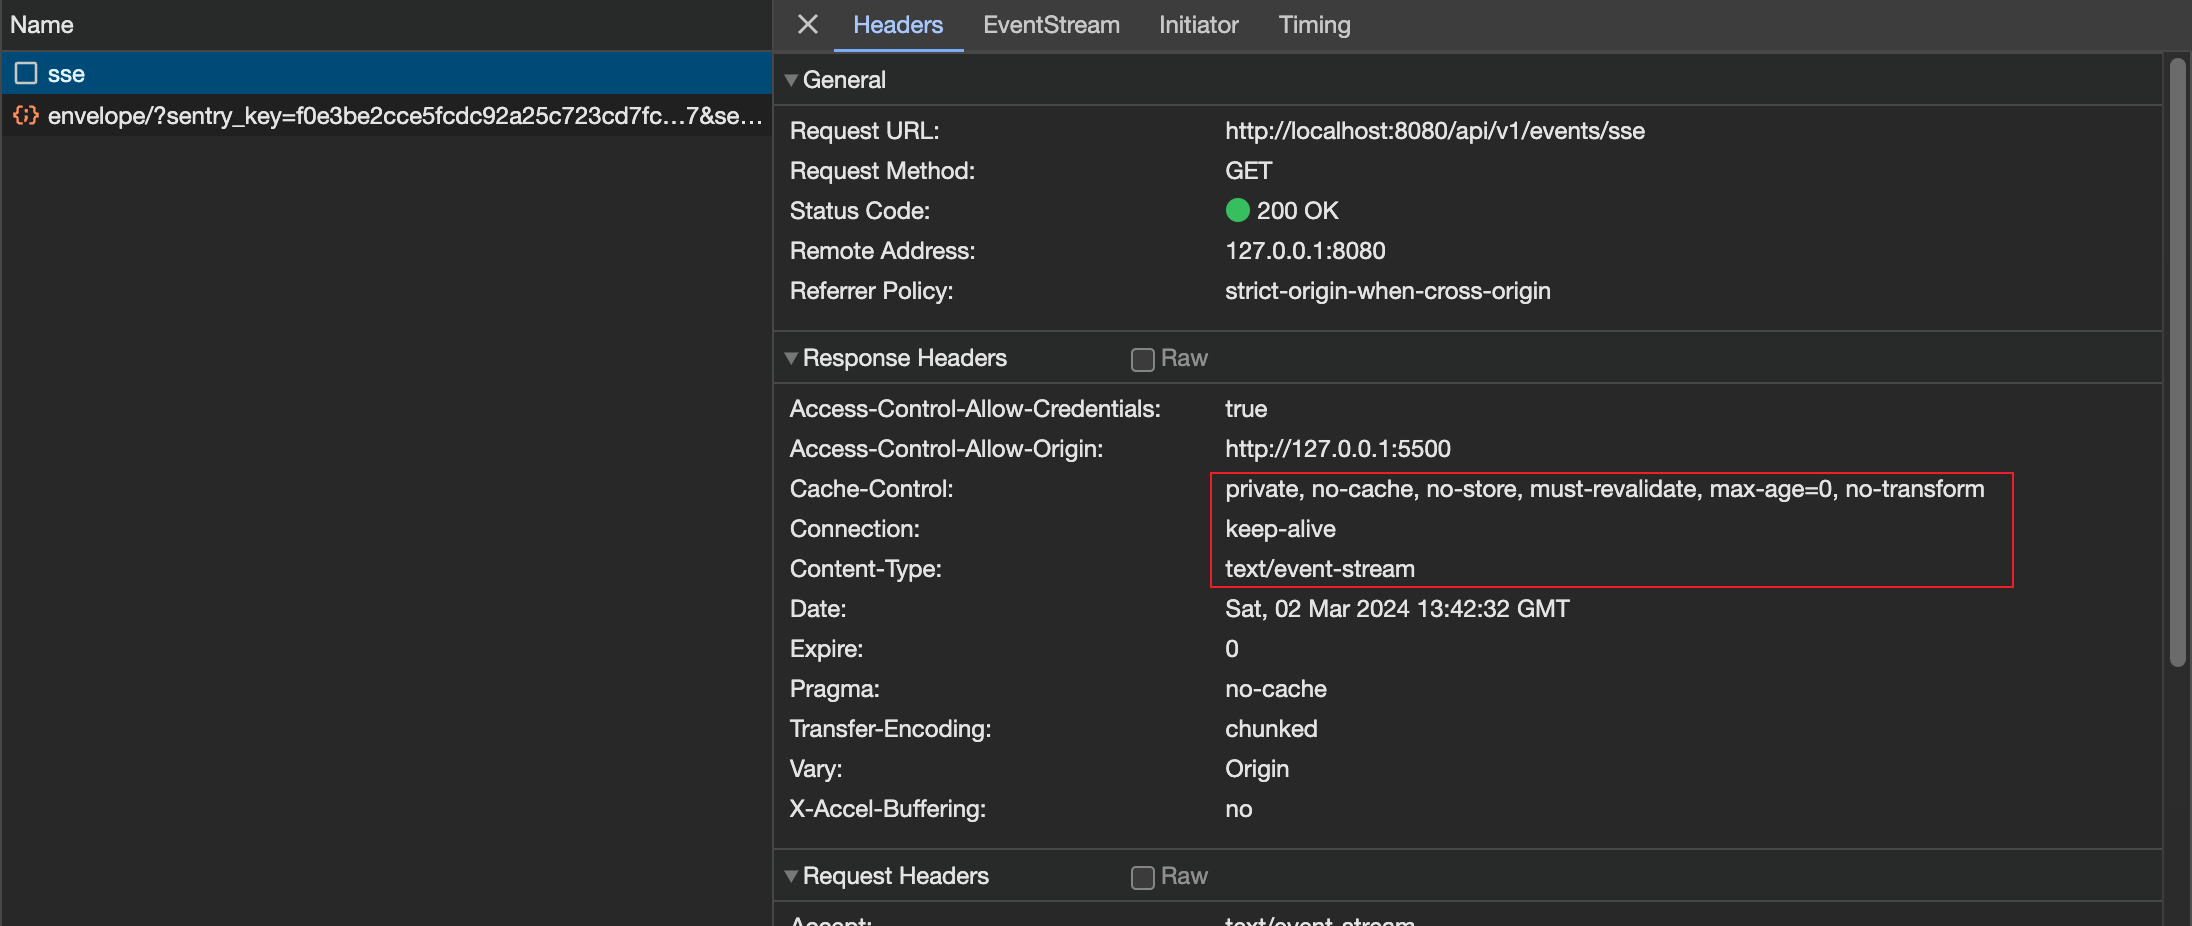 Name
sse
envelope/?sentry_key=f0e3be2cce5fcdc92a25c723cd7fc...7&se...
Headers EventStream Initiator Timing
General
Request URL: http://localhost:8080/api/v1/events/sse
Request Method: GET
Status Code: 200 OK
Remote Address: 127.0.0.1:8080
Referrer Policy: strict-origin-when-cross-origin
Response Headers Raw
Access-Control-Allow-Credentials: true
Access-Control-Allow-Origin: http://127.0.0.1:5500
Cache-Control: private, no-cache, no-store, must-revalidate, max-age=0, no-transform
Connection: keep-alive
Content-Type: text/event-stream
Date: Sat, 02 Mar 2024 13:42:32 GMT
Expire: 0
Pragma: no-cache
Transfer-Encoding: chunked
Vary: Origin
X-Accel-Buffering: no
Request Headers Raw
Accept: text/event-stream